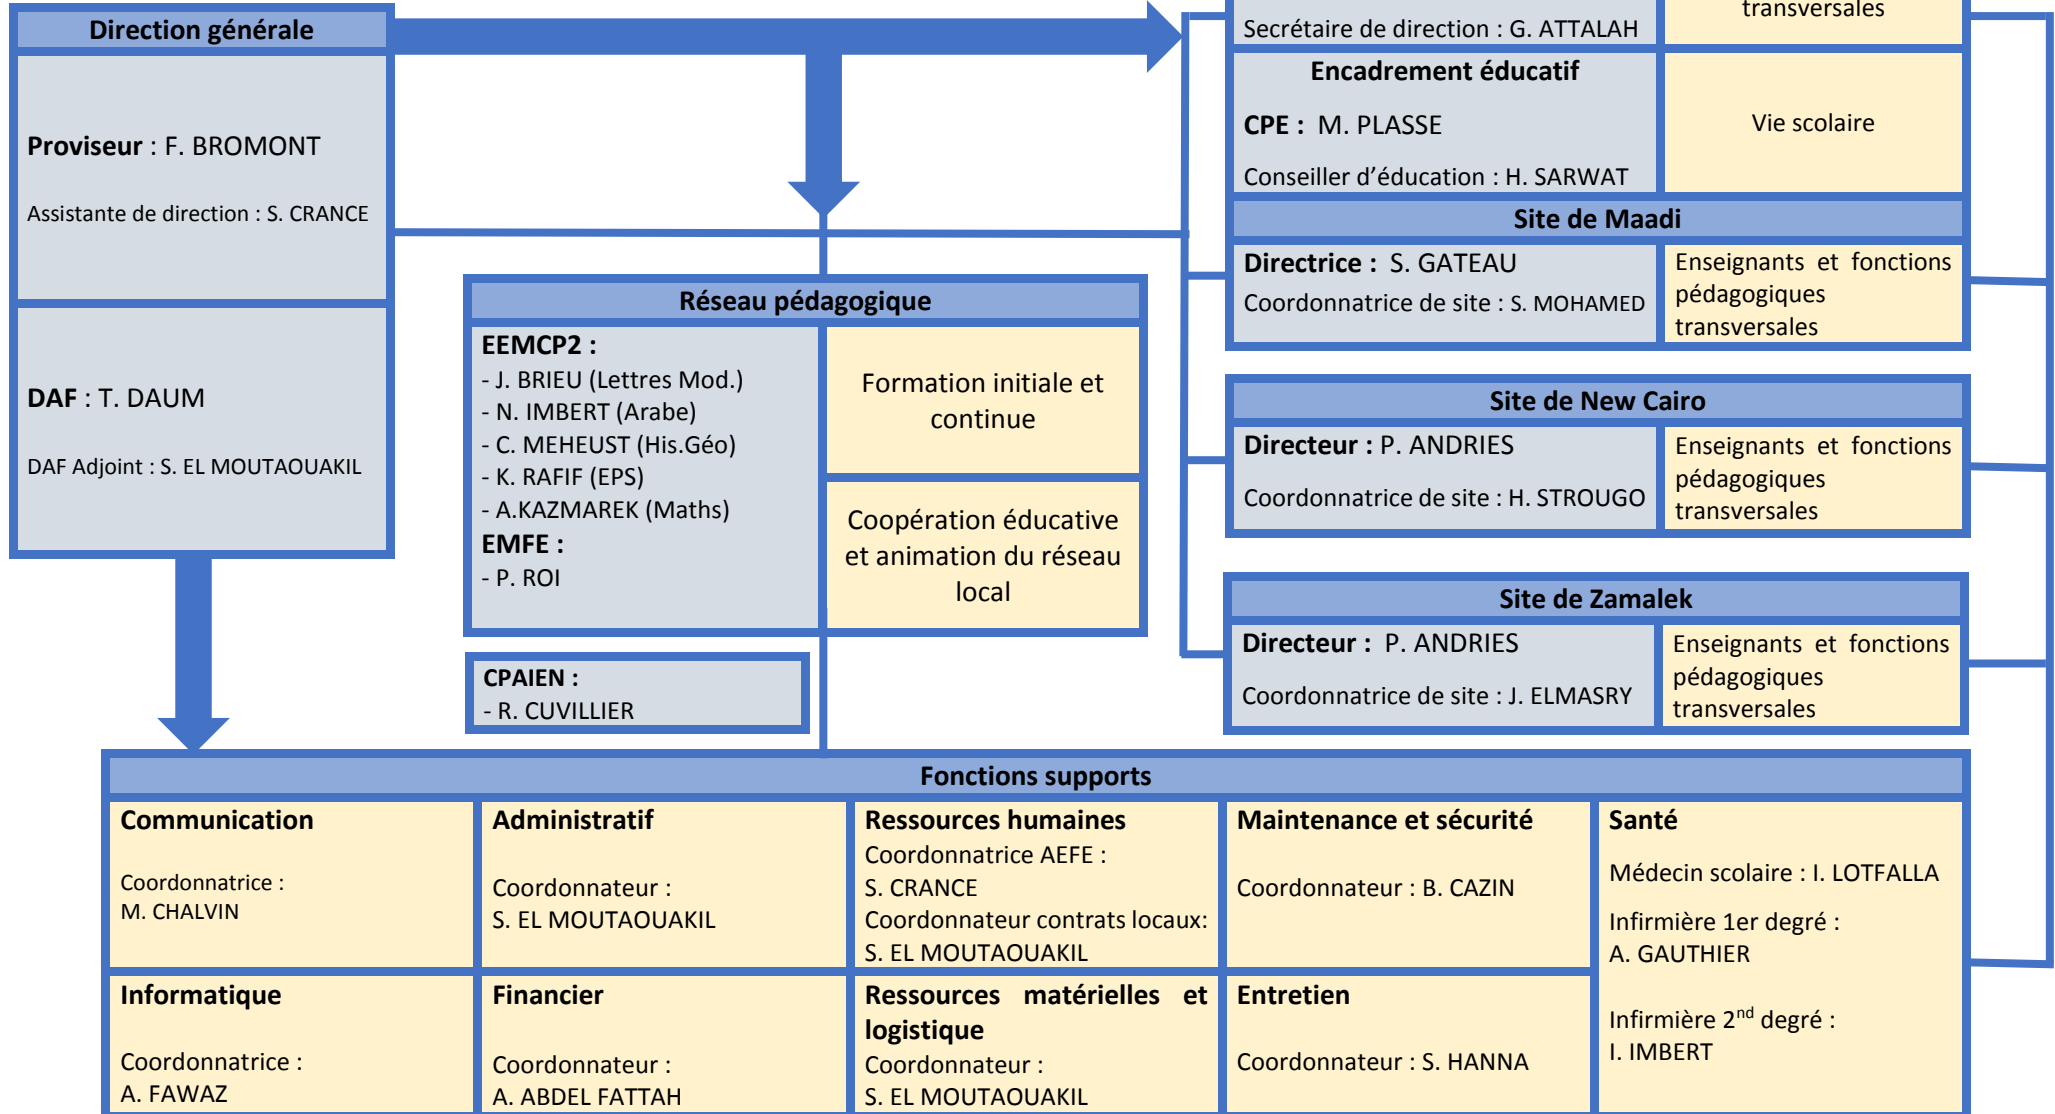 Direction générale
Proviseur : F. BROMONT
Assistante de direction : S. CRANCE
DAF : T. DAUM
DAF Adjoint : S. EL MOUTAOUAKIL
Réseau pédagogique
EEMCP2 :
- J. BRIEU (Lettres Mod.)
- N. IMBERT (Arabe)
- C. MEHEUST (His.Géo)
- K. RAFIF (EPS)
- A.KAZMAREK (Maths)
EMFE :
- P. ROI
Formation initiale et
continue
Coopération éducative
et animation du réseau
local
CPAIEN :
- R. CUVILLIER
Secrétaire de direction : G. ATTALAH
transversales
Encadrement éducatif
CPE : M. PLASSE
Conseiller d’éducation : H. SARWAT
Vie scolaire
Site de Maadi
Directrice : S. GATEAU
Coordonnatrice de site : S. MOHAMED
Enseignants et fonctions
pédagogiques
transversales
Site de New Cairo
Directeur : P. ANDRIES
Coordonnatrice de site : H. STROUGO
Enseignants et fonctions
pédagogiques
transversales
Site de Zamalek
Directeur : P. ANDRIES
Coordonnatrice de site : J. ELMASRY
Enseignants et fonctions
pédagogiques
transversales
Fonctions supports
Communication
Coordonnatrice :
M. CHALVIN
Administratif
Coordonnateur :
S. EL MOUTAOUAKIL
Ressources humaines
Coordonnatrice AEFE :
S. CRANCE
Coordonnateur contrats locaux:
S. EL MOUTAOUAKIL
Maintenance et sécurité
Coordonnateur : B. CAZIN
Santé
Médecin scolaire : I. LOTFALLA
Infirmière 1er degré :
A. GAUTHIER
Infirmière 2nd degré :
I. IMBERT
Informatique
Coordonnatrice :
A. FAWAZ
Financier
Coordonnateur :
A. ABDEL FATTAH
Ressources matérielles et
logistique
Coordonnateur :
S. EL MOUTAOUAKIL
Entretien
Coordonnateur : S. HANNA